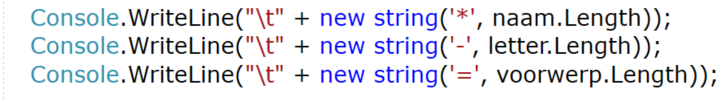 Console.WriteLine("\t" + new string('*', naam.Length));
Console.WriteLine("\t" + new string('-', letter.Length));
Console.WriteLine("\t" + new string('=', voorwerp.Length));